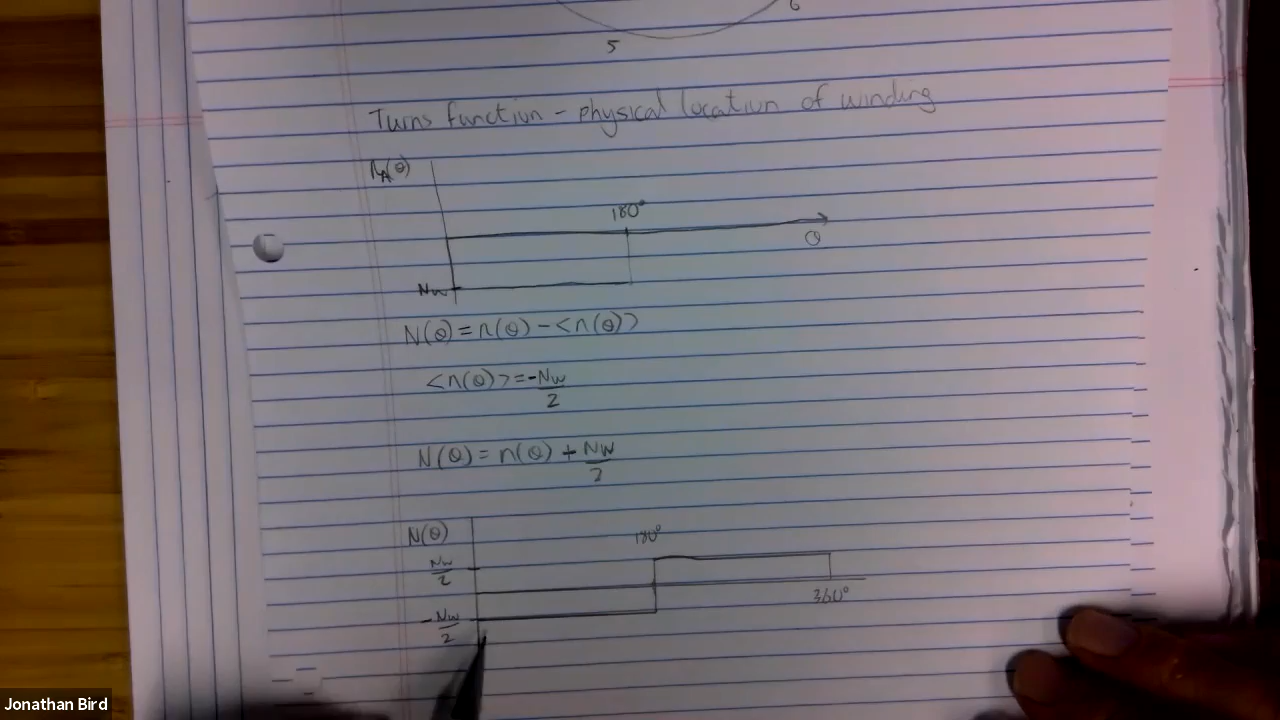 6
5
Turns function - physical location of winding
n_A(θ)
180°
θ
Nw
N(θ) = n(θ) - <n(θ)>
<n(θ)> = -Nw/2
N(θ) = n(θ) + Nw/2
N(θ)
180°
Nw/2
360°
-Nw/2
Jonathan Bird